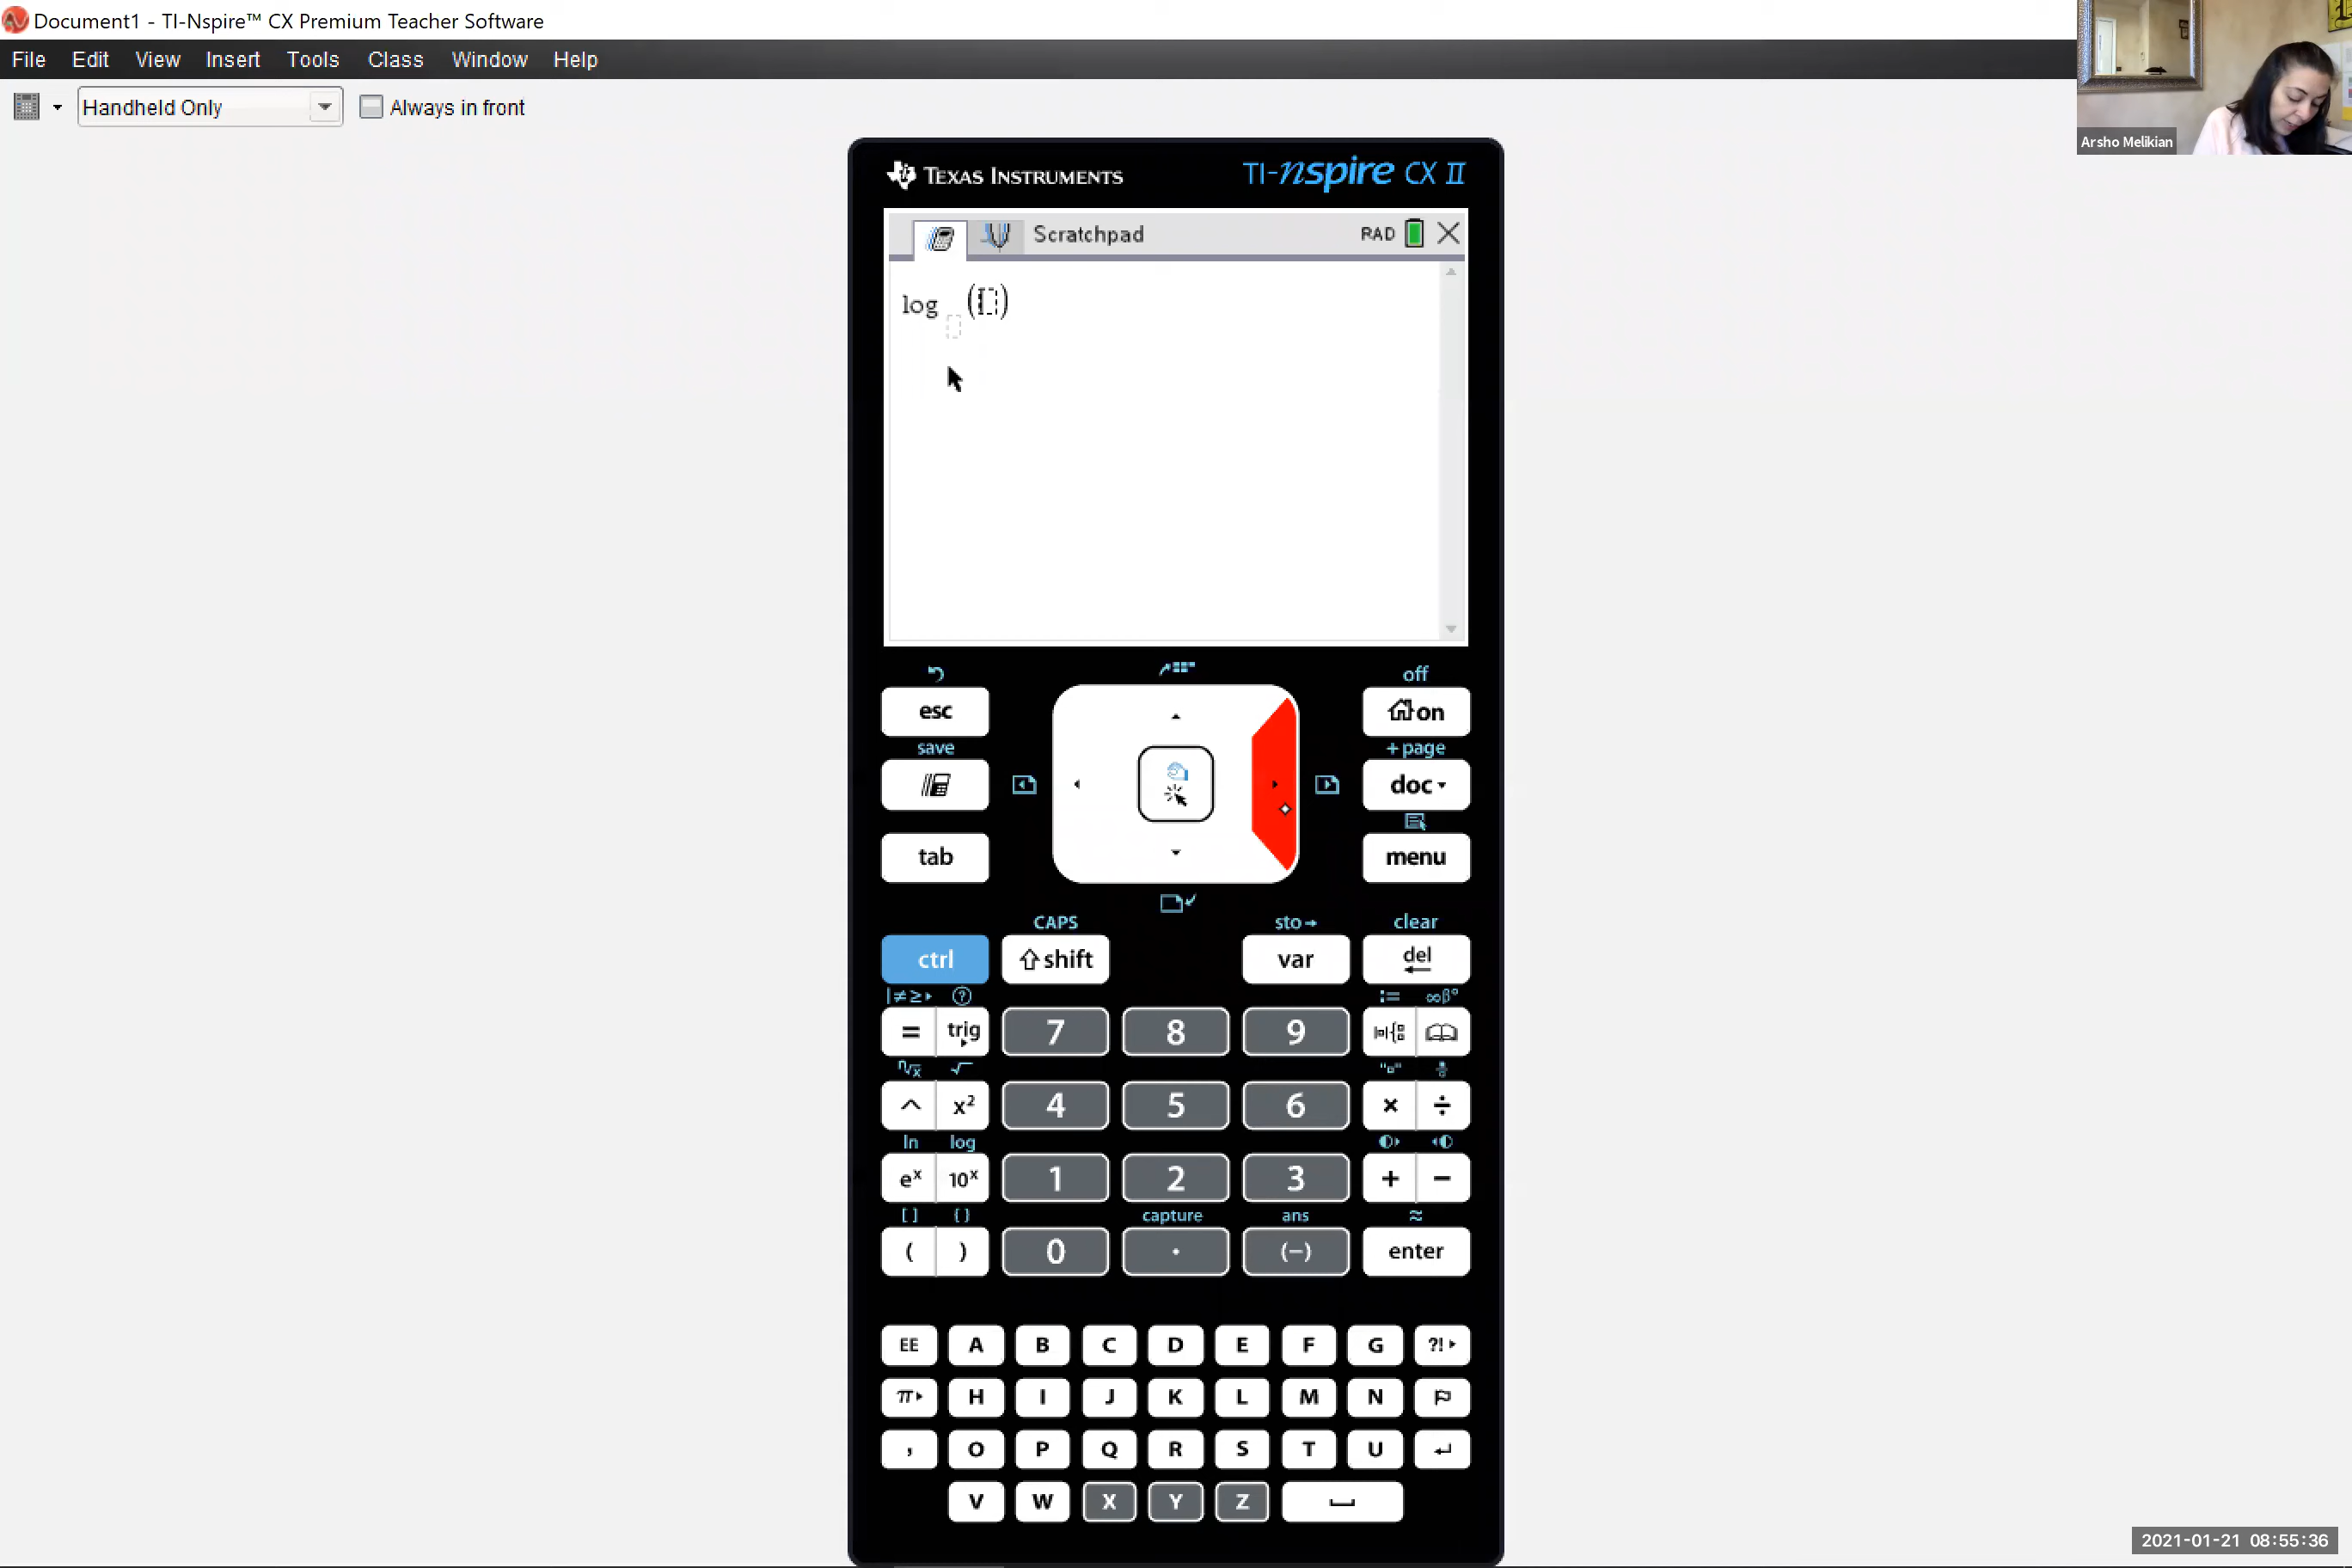 Document1 - TI-Nspire™ CX Premium Teacher Software
File Edit View Insert Tools Class Window Help
Handheld Only Always in front
Arsho Melikian
TEXAS INSTRUMENTS TI-nspire CX II
Scratchpad RAD
log ( )
off
esc on
save + page
doc
tab menu
CAPS sto→ clear
ctrl ⇧shift var del
|≠≥▸ ? := ∞β°
= trig 7 8 9
ⁿ√x √
^ x² 4 5 6 × ÷
ln log
eˣ 10ˣ 1 2 3 + −
[ ] { } capture ans ≈
( ) 0 . (−) enter
EE A B C D E F G ?!▸
π▸ H I J K L M N
, O P Q R S T U ↵
V W X Y Z
2021-01-21 08:55:36